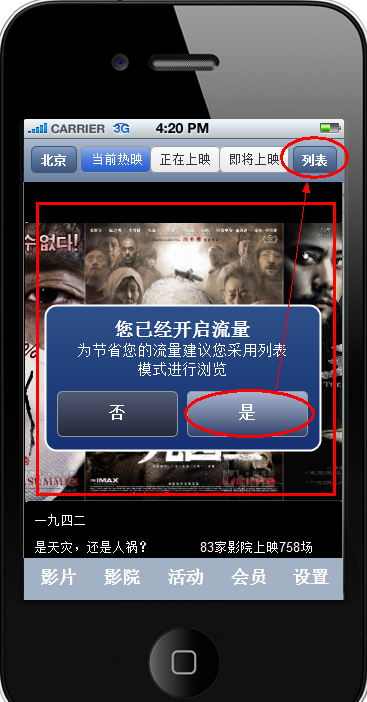 CARRIER 3G 4:20 PM
北京 当前热映 正在上映 即将上映 列表
수없다!
您已经开启流量
为节省您的流量建议您采用列表
模式进行浏览
否 是
IMAX
一九四二
是天灾，还是人祸？ 83家影院上映758场
影片 影院 活动 会员 设置